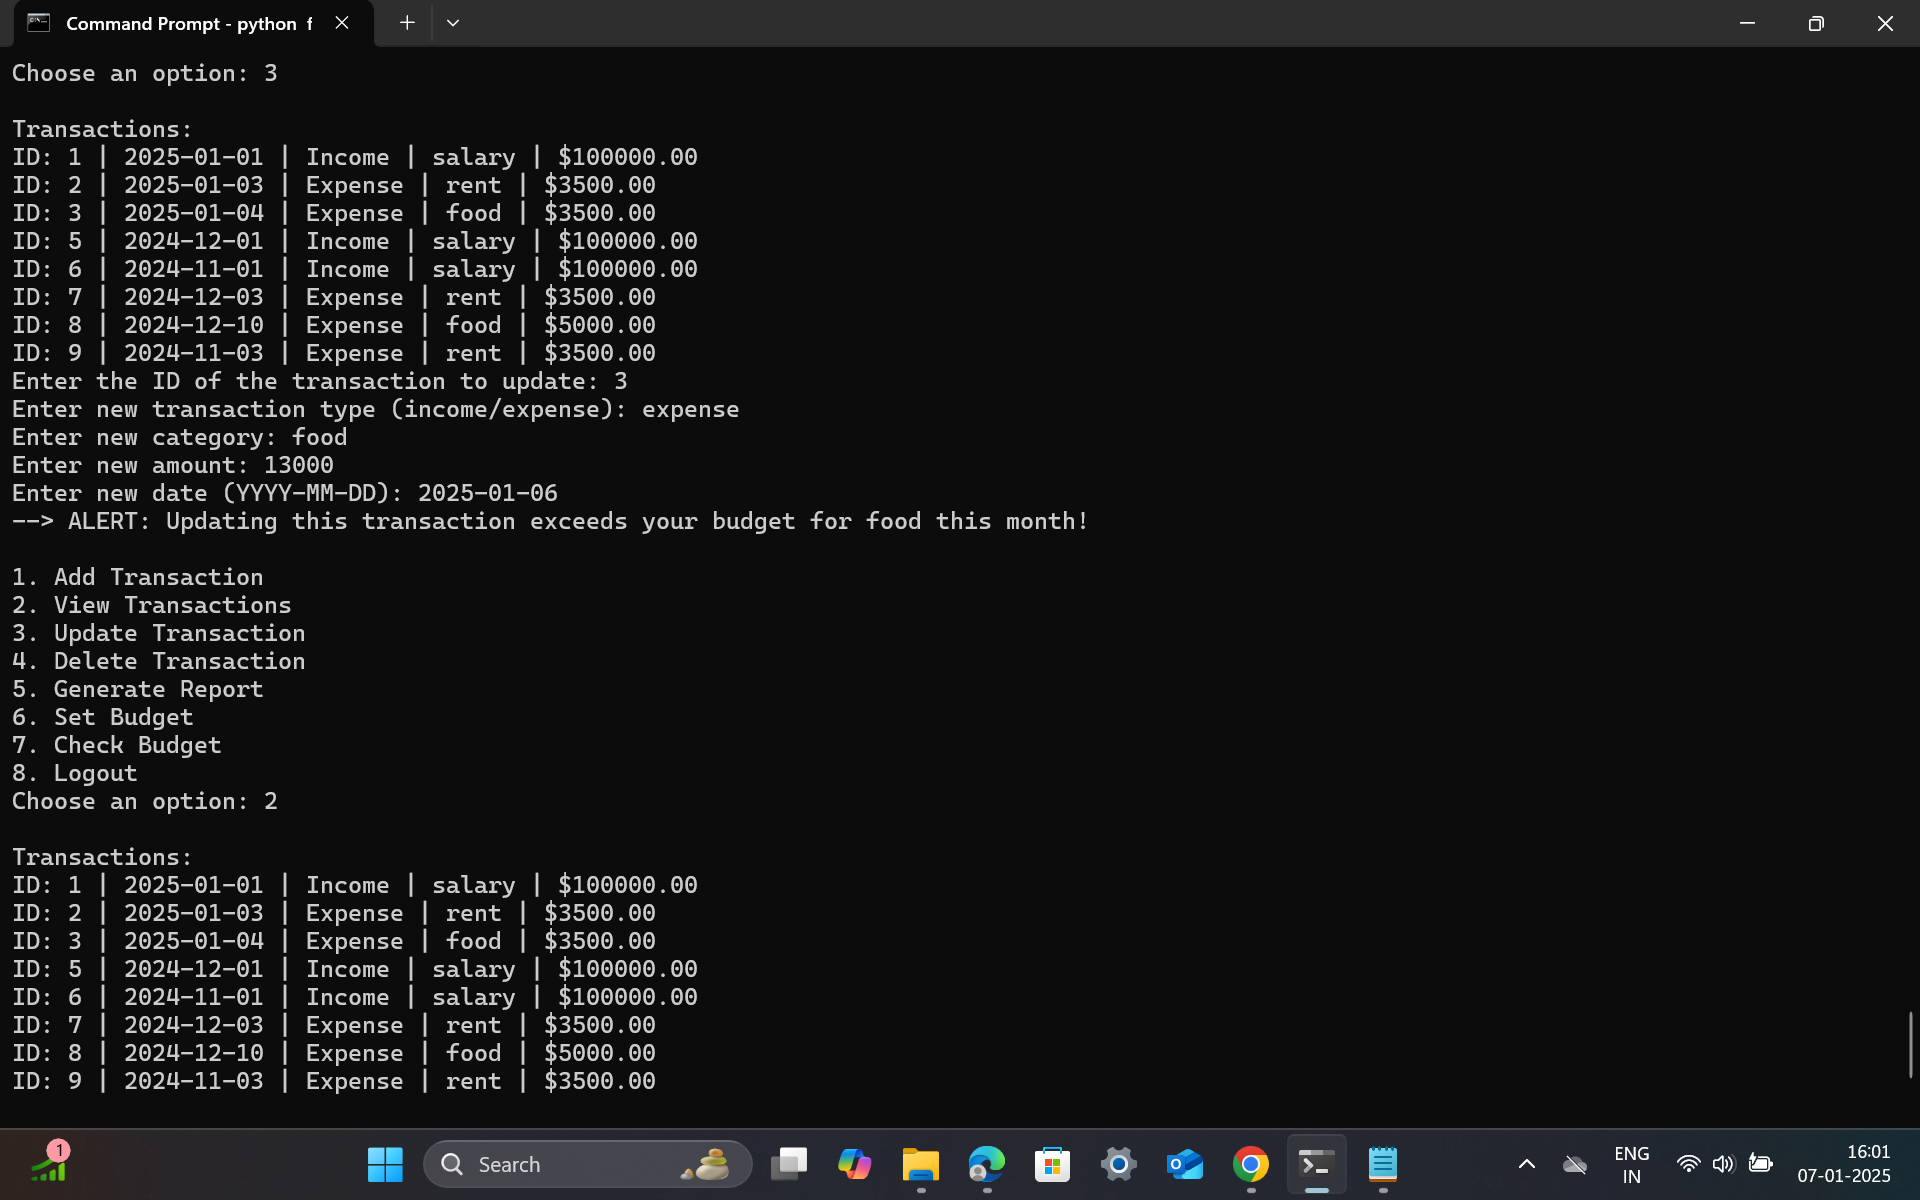 Command Prompt - python f
Choose an option: 3
Transactions:
ID: 1 | 2025-01-01 | Income | salary | $100000.00
ID: 2 | 2025-01-03 | Expense | rent | $3500.00
ID: 3 | 2025-01-04 | Expense | food | $3500.00
ID: 5 | 2024-12-01 | Income | salary | $100000.00
ID: 6 | 2024-11-01 | Income | salary | $100000.00
ID: 7 | 2024-12-03 | Expense | rent | $3500.00
ID: 8 | 2024-12-10 | Expense | food | $5000.00
ID: 9 | 2024-11-03 | Expense | rent | $3500.00
Enter the ID of the transaction to update: 3
Enter new transaction type (income/expense): expense
Enter new category: food
Enter new amount: 13000
Enter new date (YYYY-MM-DD): 2025-01-06
--> ALERT: Updating this transaction exceeds your budget for food this month!
1. Add Transaction
2. View Transactions
3. Update Transaction
4. Delete Transaction
5. Generate Report
6. Set Budget
7. Check Budget
8. Logout
Choose an option: 2
Transactions:
ID: 1 | 2025-01-01 | Income | salary | $100000.00
ID: 2 | 2025-01-03 | Expense | rent | $3500.00
ID: 3 | 2025-01-04 | Expense | food | $3500.00
ID: 5 | 2024-12-01 | Income | salary | $100000.00
ID: 6 | 2024-11-01 | Income | salary | $100000.00
ID: 7 | 2024-12-03 | Expense | rent | $3500.00
ID: 8 | 2024-12-10 | Expense | food | $5000.00
ID: 9 | 2024-11-03 | Expense | rent | $3500.00
1
Search
ENG
IN
16:01
07-01-2025